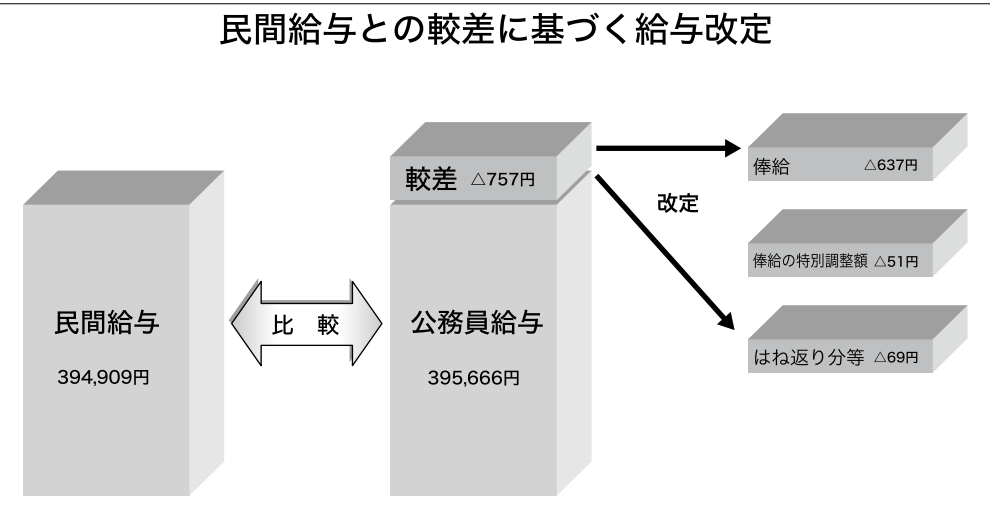 民間給与との較差に基づく給与改定
較差 △757円
俸給 △637円
改定
俸給の特別調整額 △51円
民間給与
394,909円
比 較
公務員給与
395,666円
はね返り分等 △69円